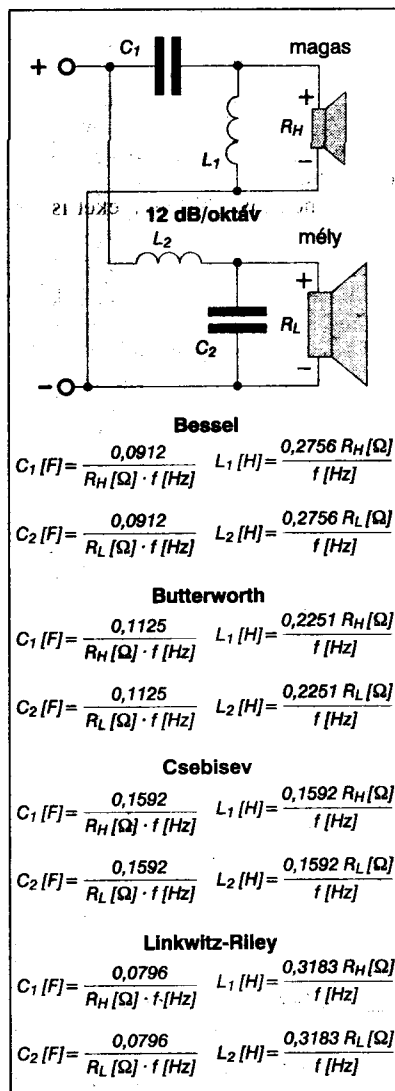 C1 magas
+ +
RH
L1 −
12 dB/oktáv
L2 mély
+
RL
C2 −
−
Bessel
C1 [F] = 0,0912 / RH [Ω] · f [Hz] L1 [H] = 0,2756 RH [Ω] / f [Hz]
C2 [F] = 0,0912 / RL [Ω] · f [Hz] L2 [H] = 0,2756 RL [Ω] / f [Hz]
Butterworth
C1 [F] = 0,1125 / RH [Ω] · f [Hz] L1 [H] = 0,2251 RH [Ω] / f [Hz]
C2 [F] = 0,1125 / RL [Ω] · f [Hz] L2 [H] = 0,2251 RL [Ω] / f [Hz]
Csebisev
C1 [F] = 0,1592 / RH [Ω] · f [Hz] L1 [H] = 0,1592 RH [Ω] / f [Hz]
C2 [F] = 0,1592 / RL [Ω] · f [Hz] L2 [H] = 0,1592 RL [Ω] / f [Hz]
Linkwitz-Riley
C1 [F] = 0,0796 / RH [Ω] · f [Hz] L1 [H] = 0,3183 RH [Ω] / f [Hz]
C2 [F] = 0,0796 / RL [Ω] · f [Hz] L2 [H] = 0,3183 RL [Ω] / f [Hz]